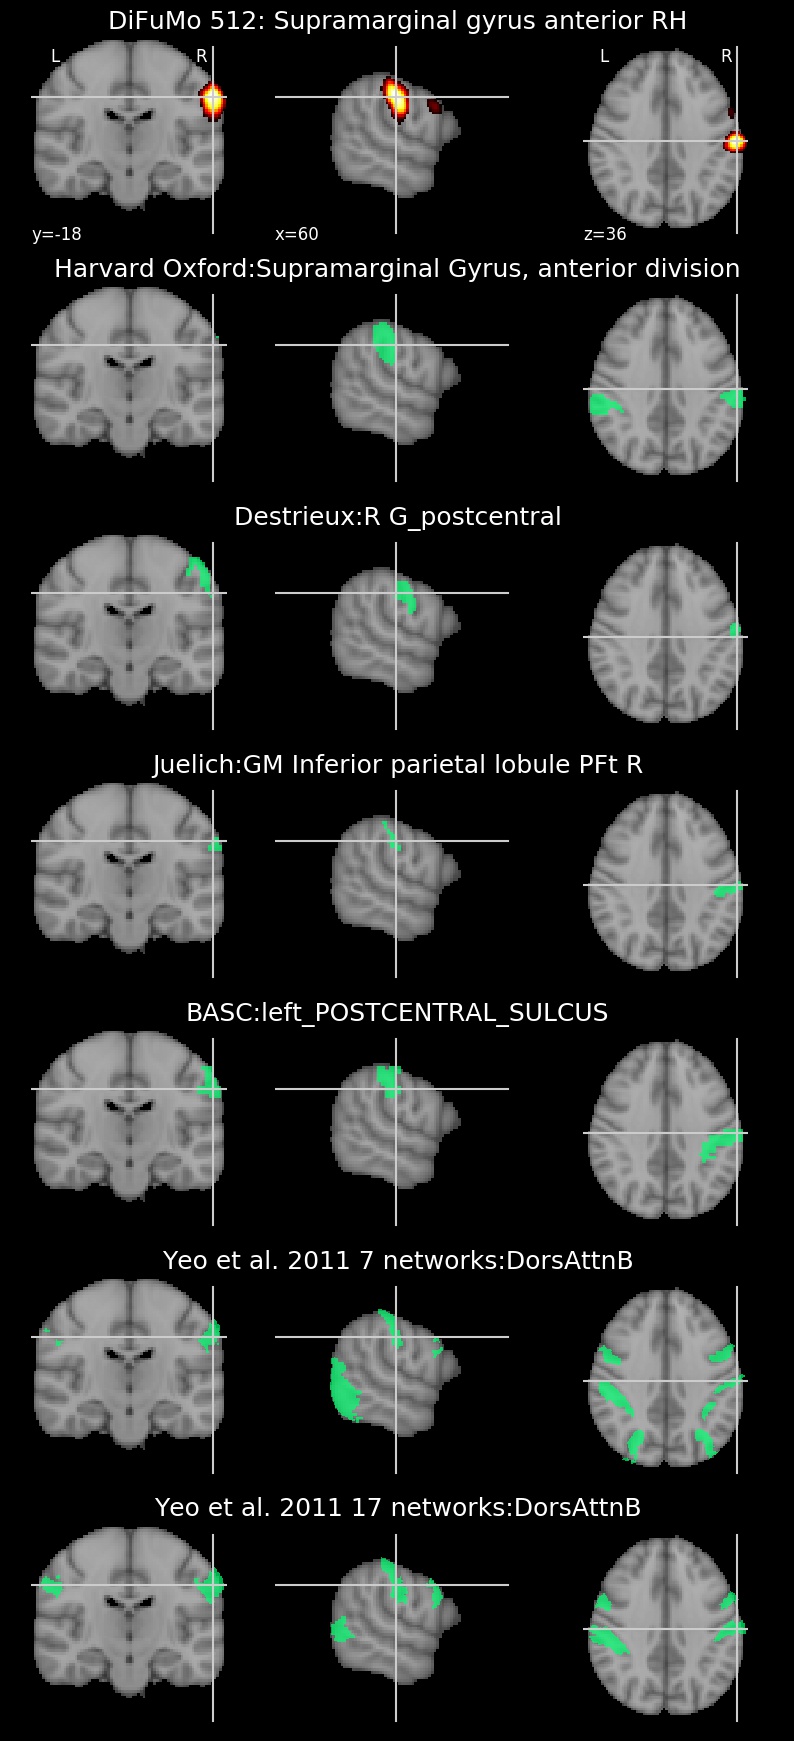 DiFuMo 512: Supramarginal gyrus anterior RH
L R L R
y=-18 x=60 z=36
Harvard Oxford:Supramarginal Gyrus, anterior division
Destrieux:R G_postcentral
Juelich:GM Inferior parietal lobule PFt R
BASC:left_POSTCENTRAL_SULCUS
Yeo et al. 2011 7 networks:DorsAttnB
Yeo et al. 2011 17 networks:DorsAttnB